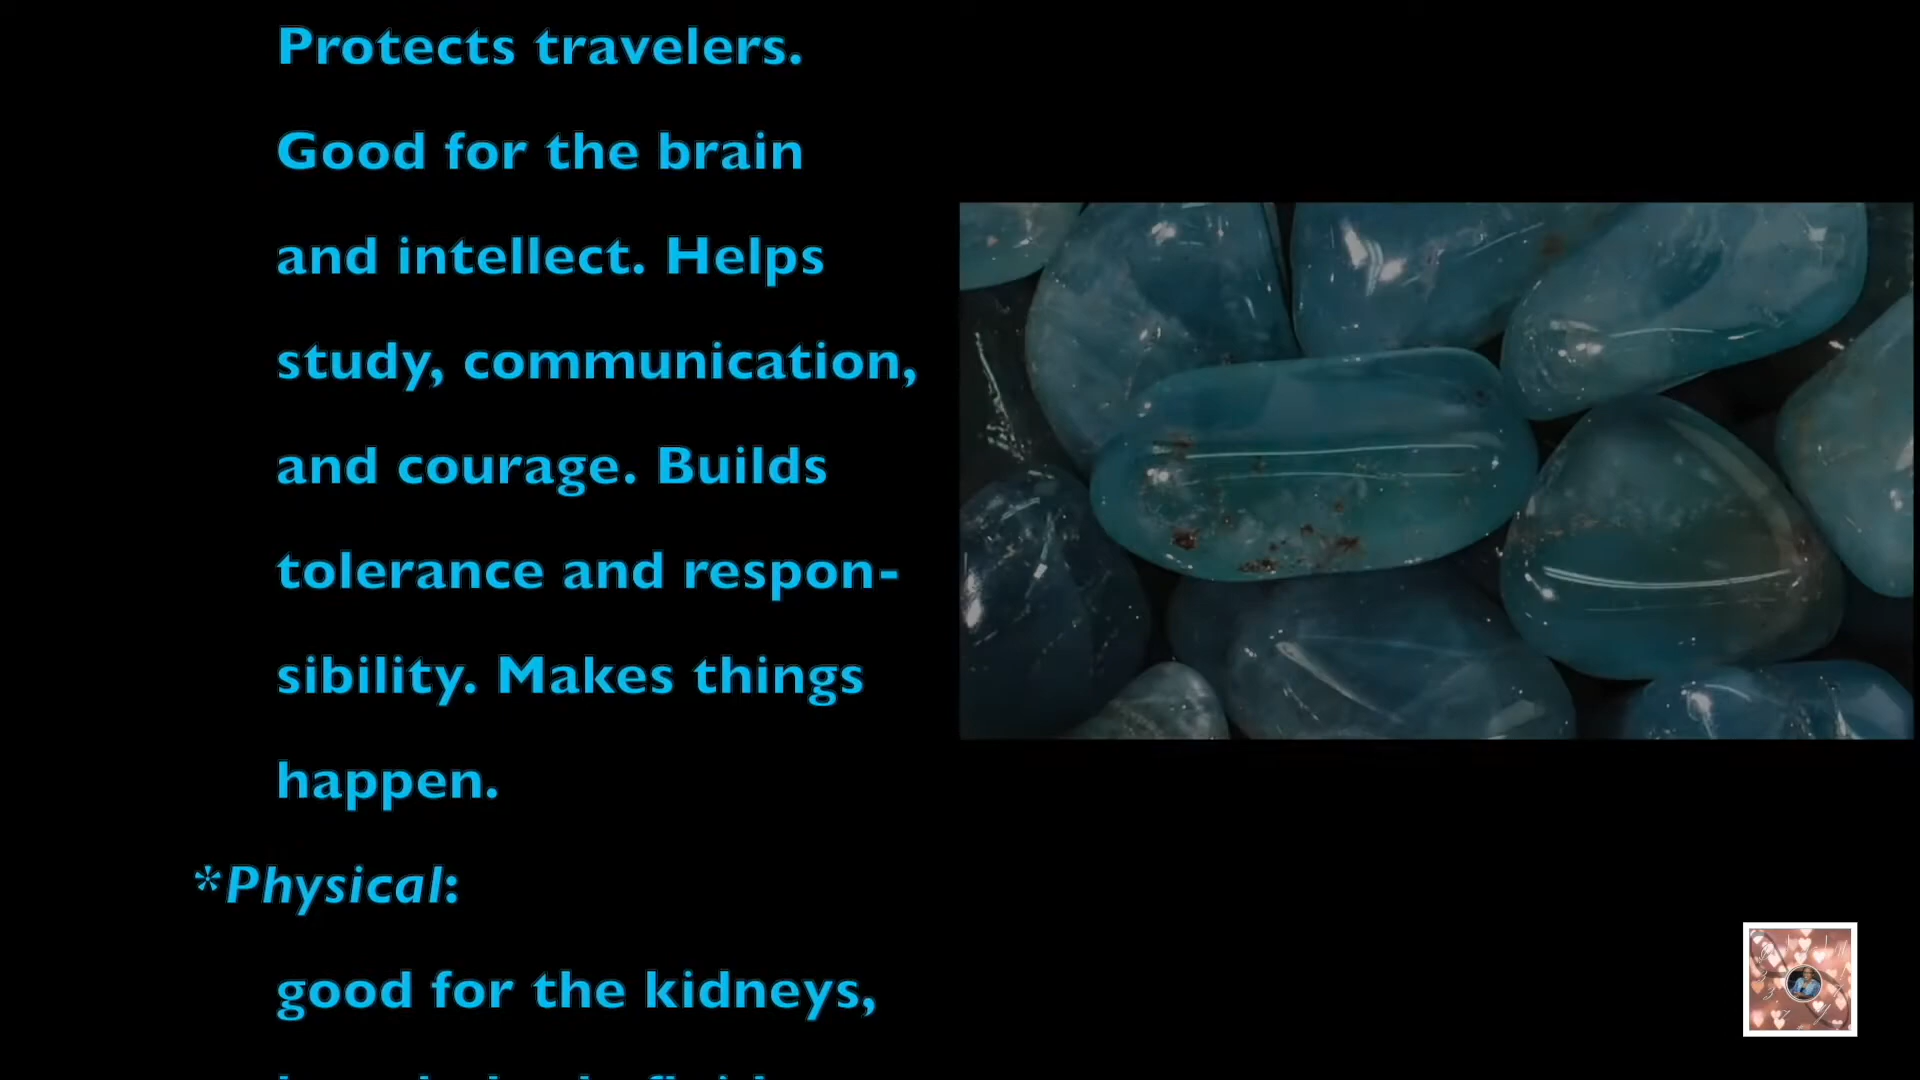 Protects travelers.
Good for the brain
and intellect. Helps
study, communication,
and courage. Builds
tolerance and respon-
sibility. Makes things
happen.
*Physical:
good for the kidneys,